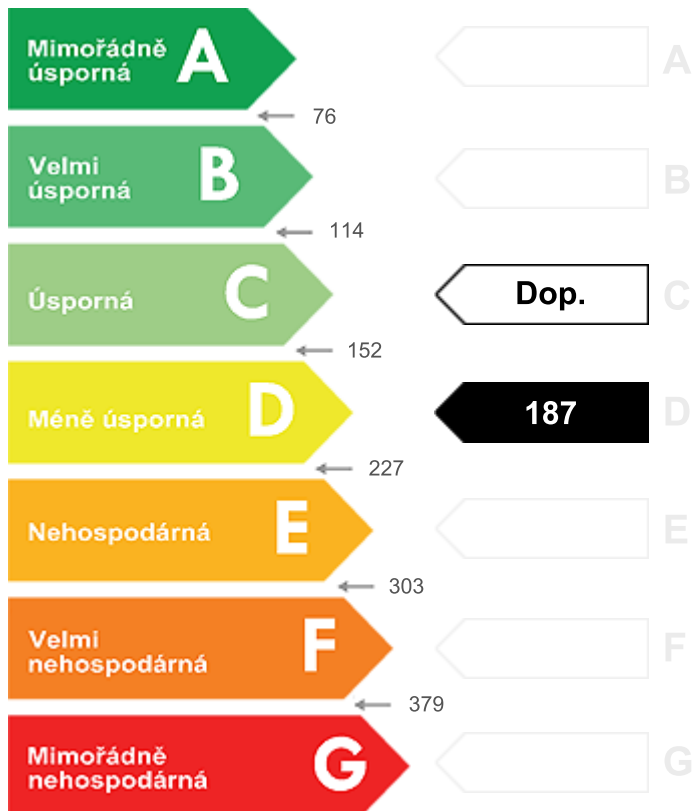 Mimořádně
úsporná
A
A
76
Velmi
úsporná
B
B
114
Úsporná
C
Dop.
C
152
Méně úsporná
D
187
D
227
Nehospodárná
E
E
303
Velmi
nehospodárná
F
F
379
Mimořádně
nehospodárná
G
G